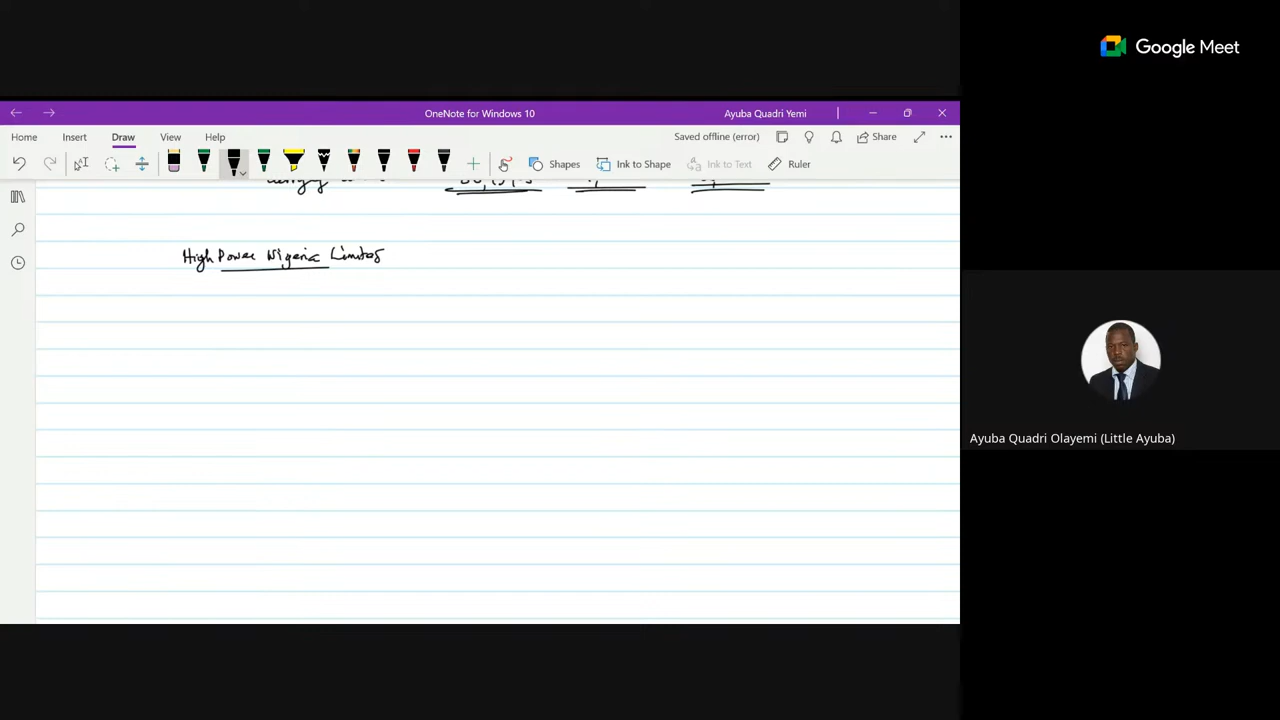 Google Meet
OneNote for Windows 10
Ayuba Quadri Yemi
Home Insert Draw View Help
Saved offline (error)
Share
Shapes
Ink to Shape
Ink to Text
Ruler
High Power Nigeria Limited
Ayuba Quadri Olayemi (Little Ayuba)